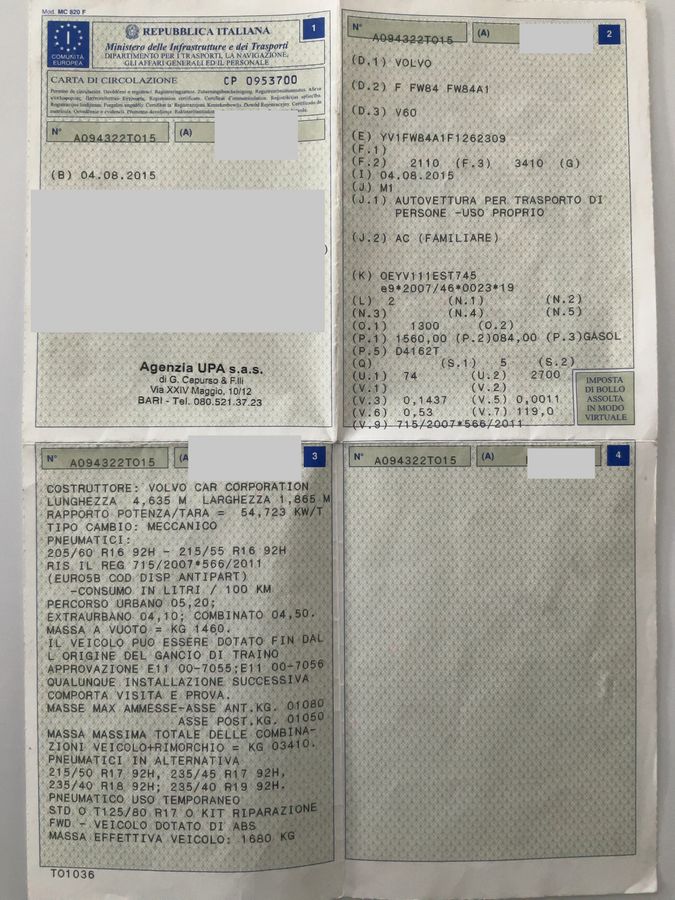 Mod. MC 820 F
COMUNITÀ
EUROPEA
I
REPUBBLICA ITALIANA
1
Ministero delle Infrastrutture e dei Trasporti
DIPARTIMENTO PER I TRASPORTI, LA NAVIGAZIONE,
GLI AFFARI GENERALI ED IL PERSONALE
CARTA DI CIRCOLAZIONE CP 0953700
N° A094322TO15 (A)
(B) 04.08.2015
)
Agenzia UPA s.a.s.
di G. Capurso & F.lli
Via XXIV Maggio, 10/12
BARI - Tel. 080.521.37.23
N° A094322TO15 (A) 2
(D.1) VOLVO
(D.2) F FW84 FW84A1
(D.3) V60
(E) YV1FW84A1F1262309
(F.1)
(F.2) 2110 (F.3) 3410 (G)
(I) 04.08.2015
(J) M1
(J.1) AUTOVETTURA PER TRASPORTO DI
PERSONE -USO PROPRIO
(J.2) AC (FAMILIARE)
(K) OEYV111EST745
e9*2007/46*0023*19
(L) 2 (N.1) (N.2)
(N.3) (N.4) (N.5)
(O.1) 1300 (O.2)
(P.1) 1560,00 (P.2)084,00 (P.3)GASOL
(P.5) D4162T
(Q) (S.1) 5 (S.2)
(U.1) 74 (U.2) 2700
(V.1) (V.2)
(V.3) 0,1437 (V.5) 0,0011
(V.6) 0,53 (V.7) 119,0
(V.9) 715/2007*566/2011
IMPOSTA
DI BOLLO
ASSOLTA
IN MODO
VIRTUALE
N° A094322TO15 (A 3
COSTRUTTORE: VOLVO CAR CORPORATION
LUNGHEZZA 4,635 M LARGHEZZA 1,865 M
RAPPORTO POTENZA/TARA = 54,723 KW/T
TIPO CAMBIO: MECCANICO
PNEUMATICI:
205/60 R16 92H - 215/55 R16 92H
RIS IL REG 715/2007*566/2011
(EURO5B COD DISP ANTIPART)
-CONSUMO IN LITRI / 100 KM
PERCORSO URBANO 05,20;
EXTRAURBANO 04,10; COMBINATO 04,50.
MASSA A VUOTO = KG 1460.
IL VEICOLO PUO ESSERE DOTATO FIN DAL
L ORIGINE DEL GANCIO DI TRAINO
APPROVAZIONE E11 00-7055;E11 00-7056
QUALUNQUE INSTALLAZIONE SUCCESSIVA
COMPORTA VISITA E PROVA.
MASSE MAX AMMESSE-ASSE ANT.KG. 01080
ASSE POST.KG. 01050
MASSA MASSIMA TOTALE DELLE COMBINA-
ZIONI VEICOLO+RIMORCHIO = KG 03410.
PNEUMATICI IN ALTERNATIVA
215/50 R17 92H, 235/45 R17 92H,
235/40 R18 92H; 235/40 R19 92H.
PNEUMATICO USO TEMPORANEO
STD O T125/80 R17 O KIT RIPARAZIONE
FWD - VEICOLO DOTATO DI ABS
MASSA EFFETTIVA VEICOLO: 1680 KG
TO1036
N° A094322TO15 (A) 4